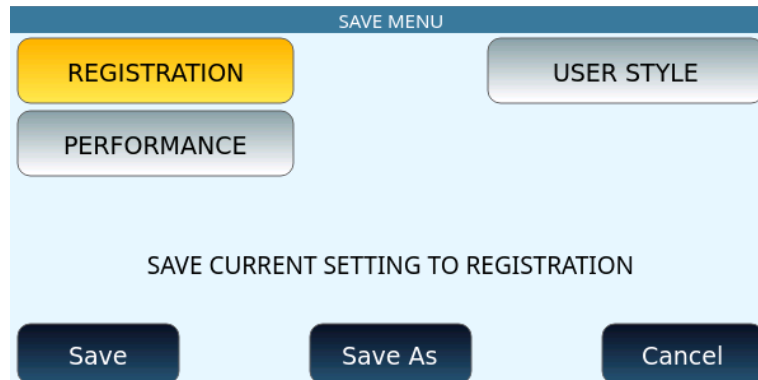 SAVE MENU
REGISTRATION USER STYLE
PERFORMANCE
SAVE CURRENT SETTING TO REGISTRATION
Save Save As Cancel